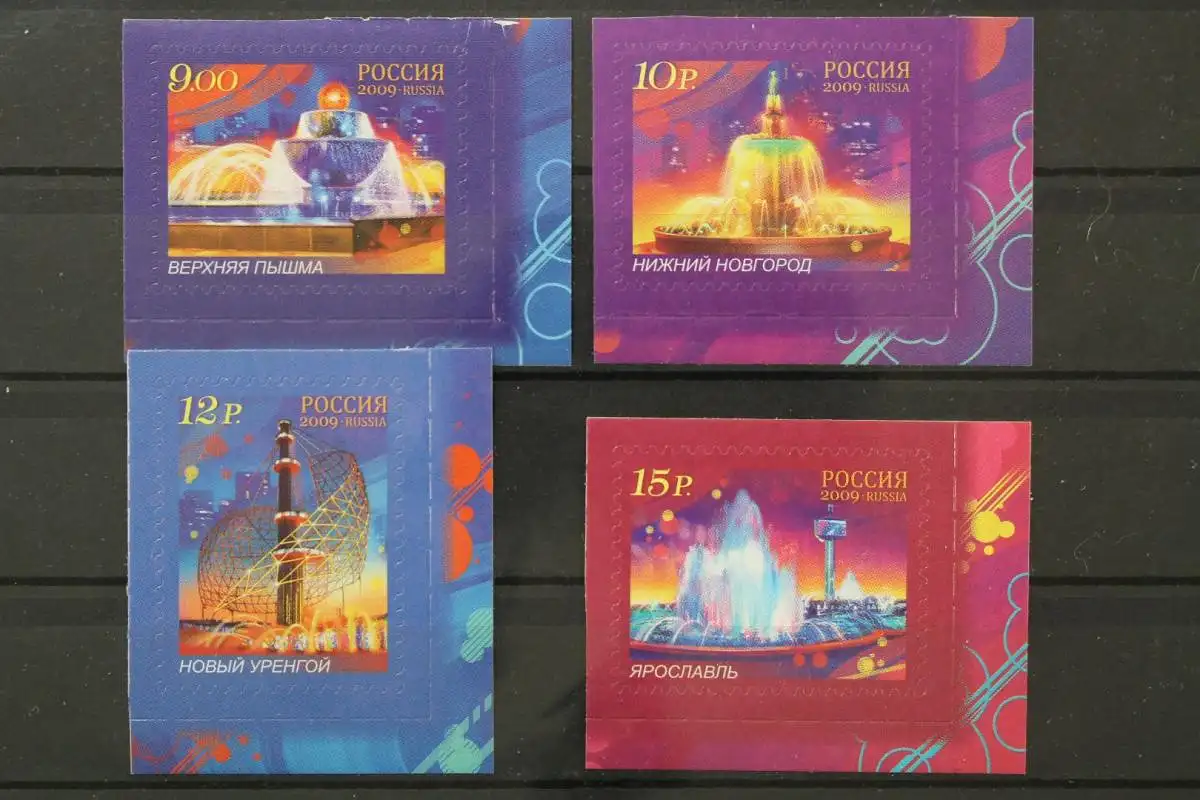 9.00
РОССИЯ
2009·RUSSIA
ВЕРХНЯЯ ПЫШМА
10Р.
РОССИЯ
2009·RUSSIA
НИЖНИЙ НОВГОРОД
12Р.
РОССИЯ
2009·RUSSIA
НОВЫЙ УРЕНГОЙ
15Р.
РОССИЯ
2009·RUSSIA
ЯРОСЛАВЛЬ